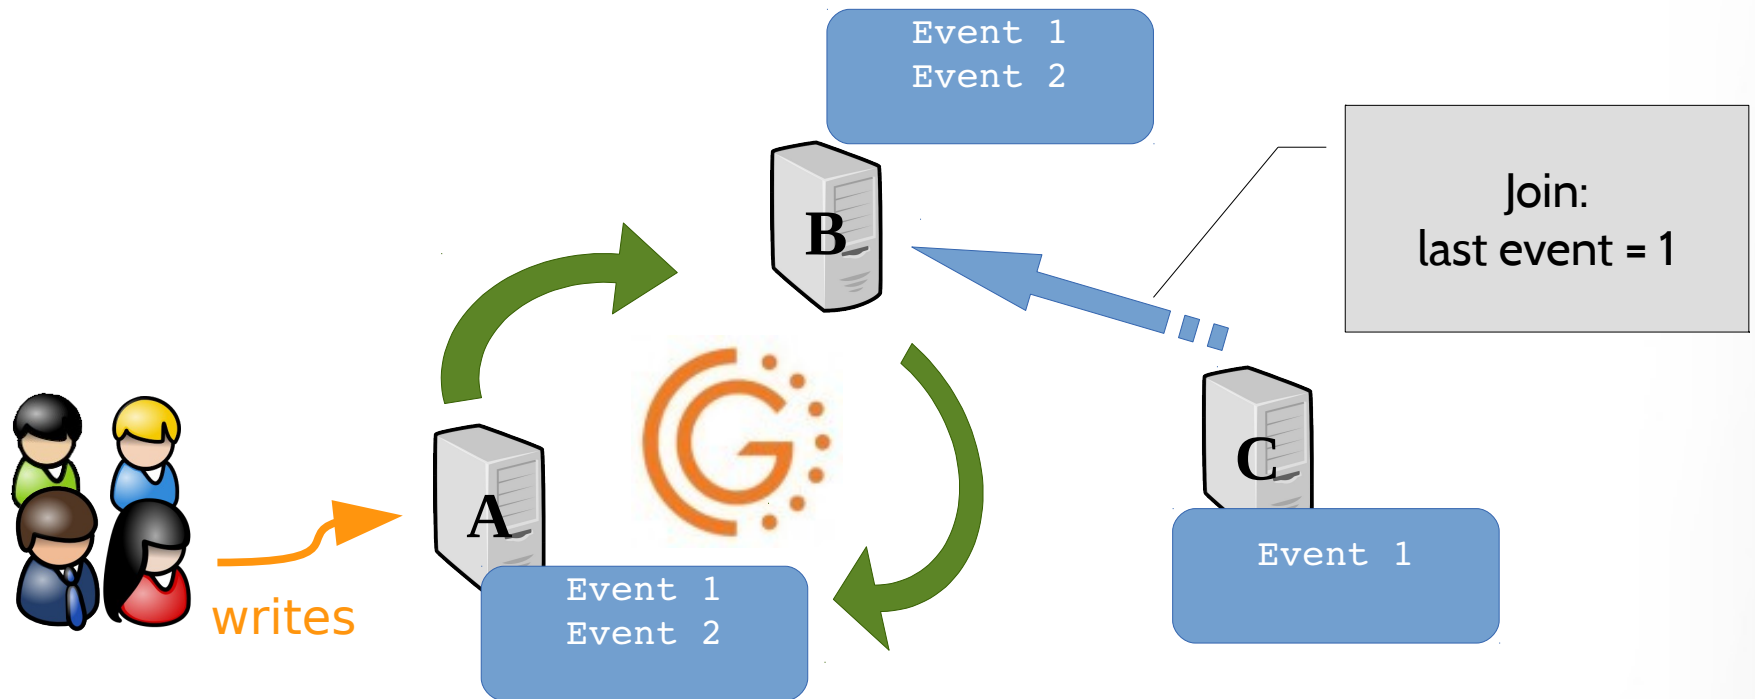 Event 1
Event 2
B
Join:
last event = 1
G
C
A
Event 1
Event 1
Event 2
writes